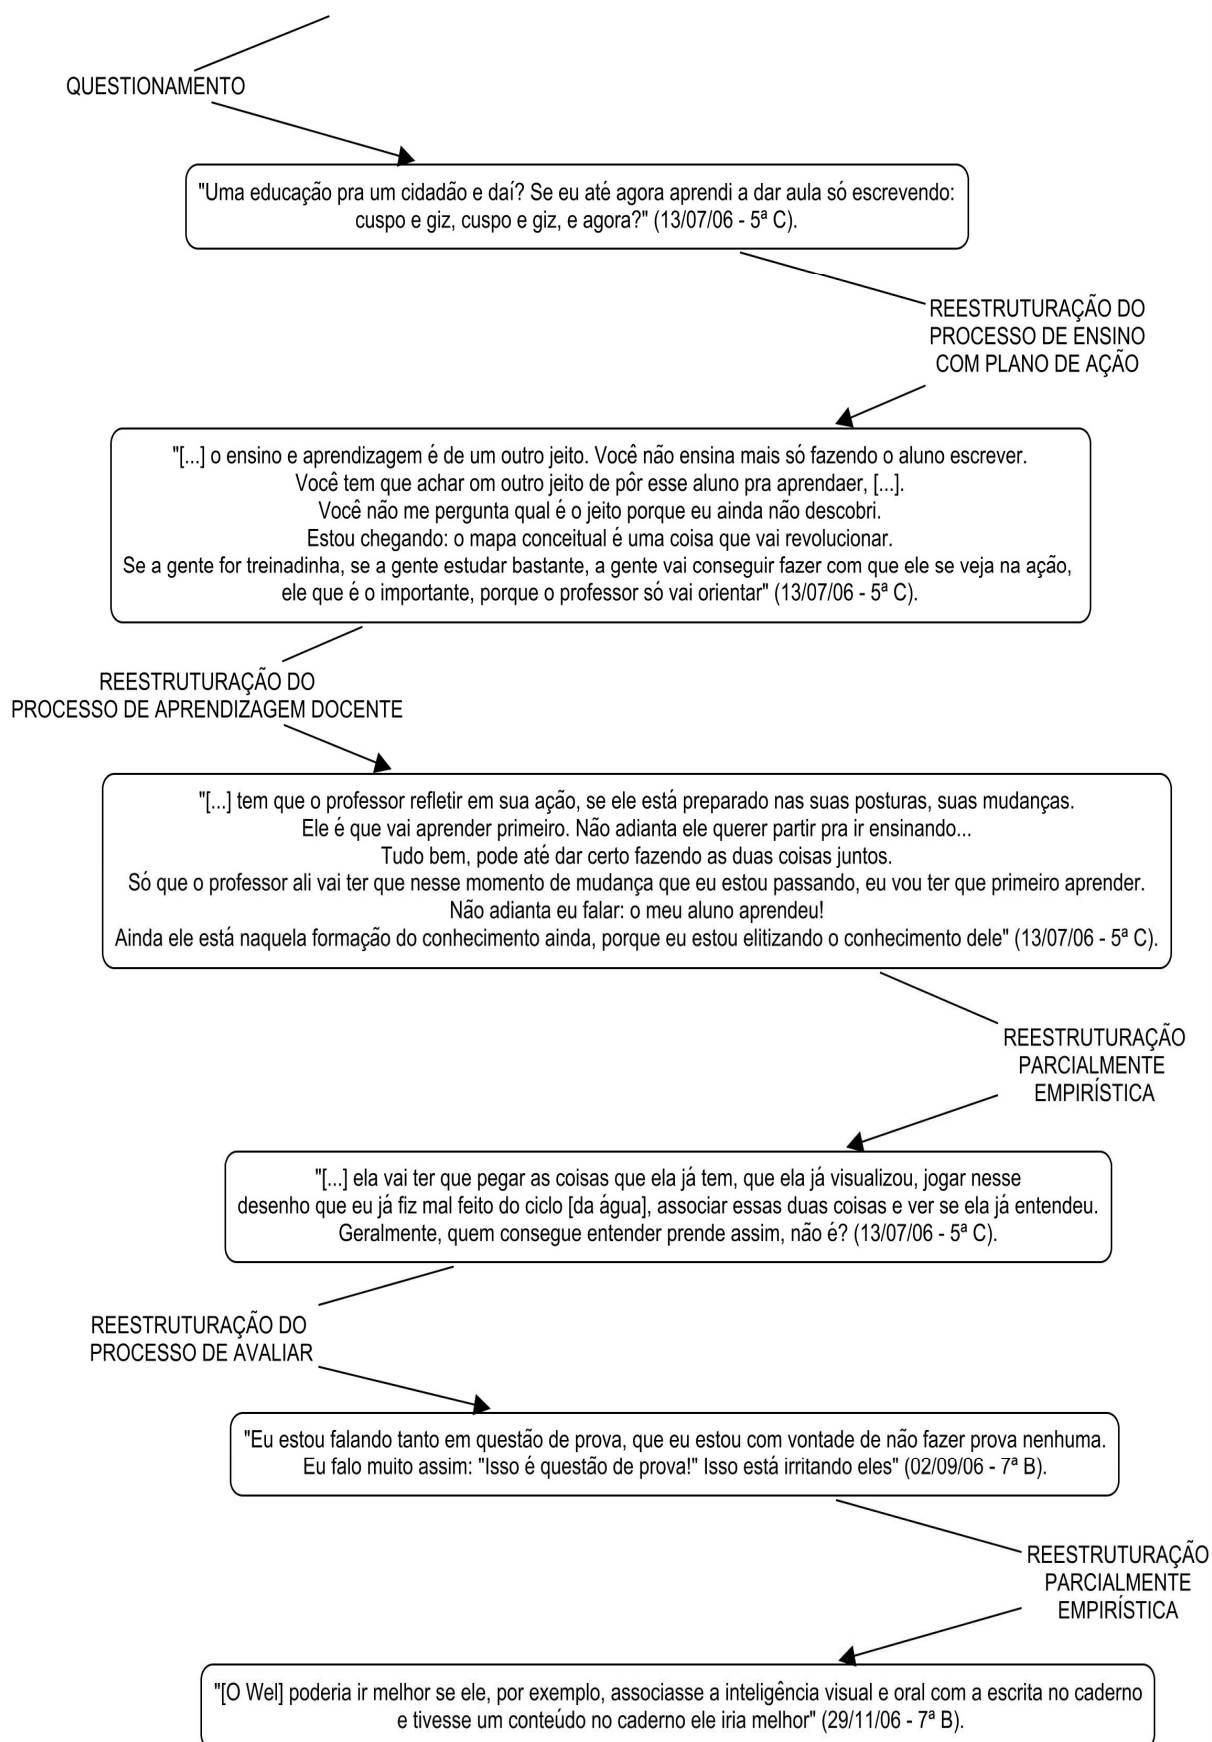 QUESTIONAMENTO
"Uma educação pra um cidadão e daí? Se eu até agora aprendi a dar aula só escrevendo:
cuspo e giz, cuspo e giz, e agora?" (13/07/06 - 5ª C).
REESTRUTURAÇÃO DO
PROCESSO DE ENSINO
COM PLANO DE AÇÃO
"[...] o ensino e aprendizagem é de um outro jeito. Você não ensina mais só fazendo o aluno escrever.
Você tem que achar om outro jeito de pôr esse aluno pra aprendaer, [...].
Você não me pergunta qual é o jeito porque eu ainda não descobri.
Estou chegando: o mapa conceitual é uma coisa que vai revolucionar.
Se a gente for treinadinha, se a gente estudar bastante, a gente vai conseguir fazer com que ele se veja na ação,
ele que é o importante, porque o professor só vai orientar" (13/07/06 - 5ª C).
REESTRUTURAÇÃO DO
PROCESSO DE APRENDIZAGEM DOCENTE
"[...] tem que o professor refletir em sua ação, se ele está preparado nas suas posturas, suas mudanças.
Ele é que vai aprender primeiro. Não adianta ele querer partir pra ir ensinando...
Tudo bem, pode até dar certo fazendo as duas coisas juntos.
Só que o professor ali vai ter que nesse momento de mudança que eu estou passando, eu vou ter que primeiro aprender.
Não adianta eu falar: o meu aluno aprendeu!
Ainda ele está naquela formação do conhecimento ainda, porque eu estou elitizando o conhecimento dele" (13/07/06 - 5ª C).
REESTRUTURAÇÃO
PARCIALMENTE
EMPIRÍSTICA
"[...] ela vai ter que pegar as coisas que ela já tem, que ela já visualizou, jogar nesse
desenho que eu já fiz mal feito do ciclo [da água], associar essas duas coisas e ver se ela já entendeu.
Geralmente, quem consegue entender prende assim, não é? (13/07/06 - 5ª C).
REESTRUTURAÇÃO DO
PROCESSO DE AVALIAR
"Eu estou falando tanto em questão de prova, que eu estou com vontade de não fazer prova nenhuma.
Eu falo muito assim: "Isso é questão de prova!" Isso está irritando eles" (02/09/06 - 7ª B).
REESTRUTURAÇÃO
PARCIALMENTE
EMPIRÍSTICA
"[O Wel] poderia ir melhor se ele, por exemplo, associasse a inteligência visual e oral com a escrita no caderno
e tivesse um conteúdo no caderno ele iria melhor" (29/11/06 - 7ª B).